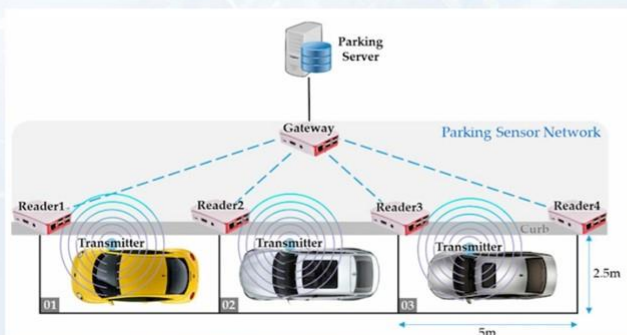 Parking
Server
Gateway
Parking Sensor Network
Reader1
Reader2
Reader3
Reader4
Curb
Transmitter
Transmitter
Transmitter
2.5m
01
02
03
5m